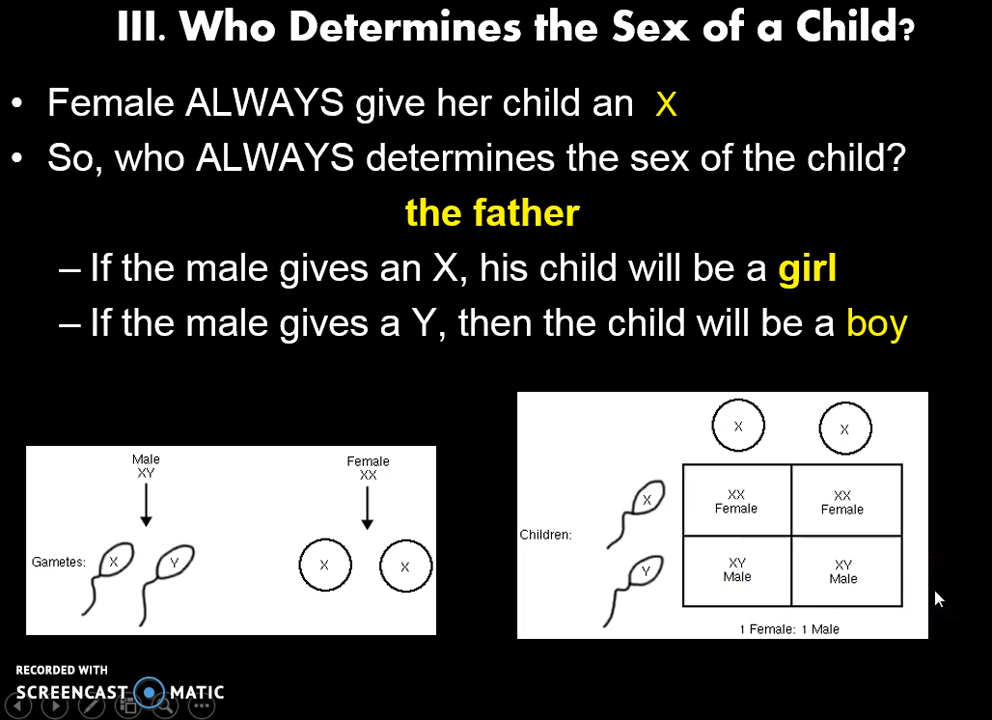 III. Who Determines the Sex of a Child?
• Female ALWAYS give her child an X
• So, who ALWAYS determines the sex of the child?
the father
– If the male gives an X, his child will be a girl
– If the male gives a Y, then the child will be a boy
Male
XY
Female
XX
Gametes:
X
Y
X
X
X
X
Children:
X
XX
Female
XX
Female
Y
XY
Male
XY
Male
1 Female: 1 Male
RECORDED WITH
SCREENCAST MATIC